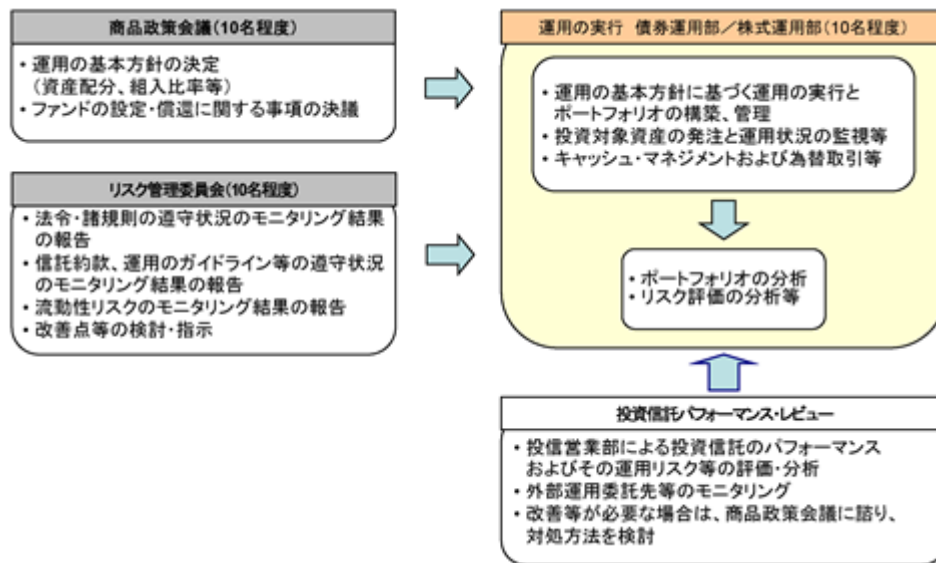 商品政策会議(10名程度)
・運用の基本方針の決定
(資産配分、組入比率等)
・ファンドの設定・償還に関する事項の決議
リスク管理委員会(10名程度)
・法令・諸規則の遵守状況のモニタリング結果
の報告
・信託約款、運用のガイドライン等の遵守状況
のモニタリング結果の報告
・流動性リスクのモニタリング結果の報告
・改善点等の検討・指示
運用の実行 債券運用部/株式運用部(10名程度)
・運用の基本方針に基づく運用の実行と
ポートフォリオの構築、管理
・投資対象資産の発注と運用状況の監視等
・キャッシュ・マネジメントおよび為替取引等
・ポートフォリオの分析
・リスク評価の分析等
投資信託パフォーマンス・レビュー
・投信営業部による投資信託のパフォーマンス
およびその運用リスク等の評価・分析
・外部運用委託先等のモニタリング
・改善等が必要な場合は、商品政策会議に諮り、
対処方法を検討